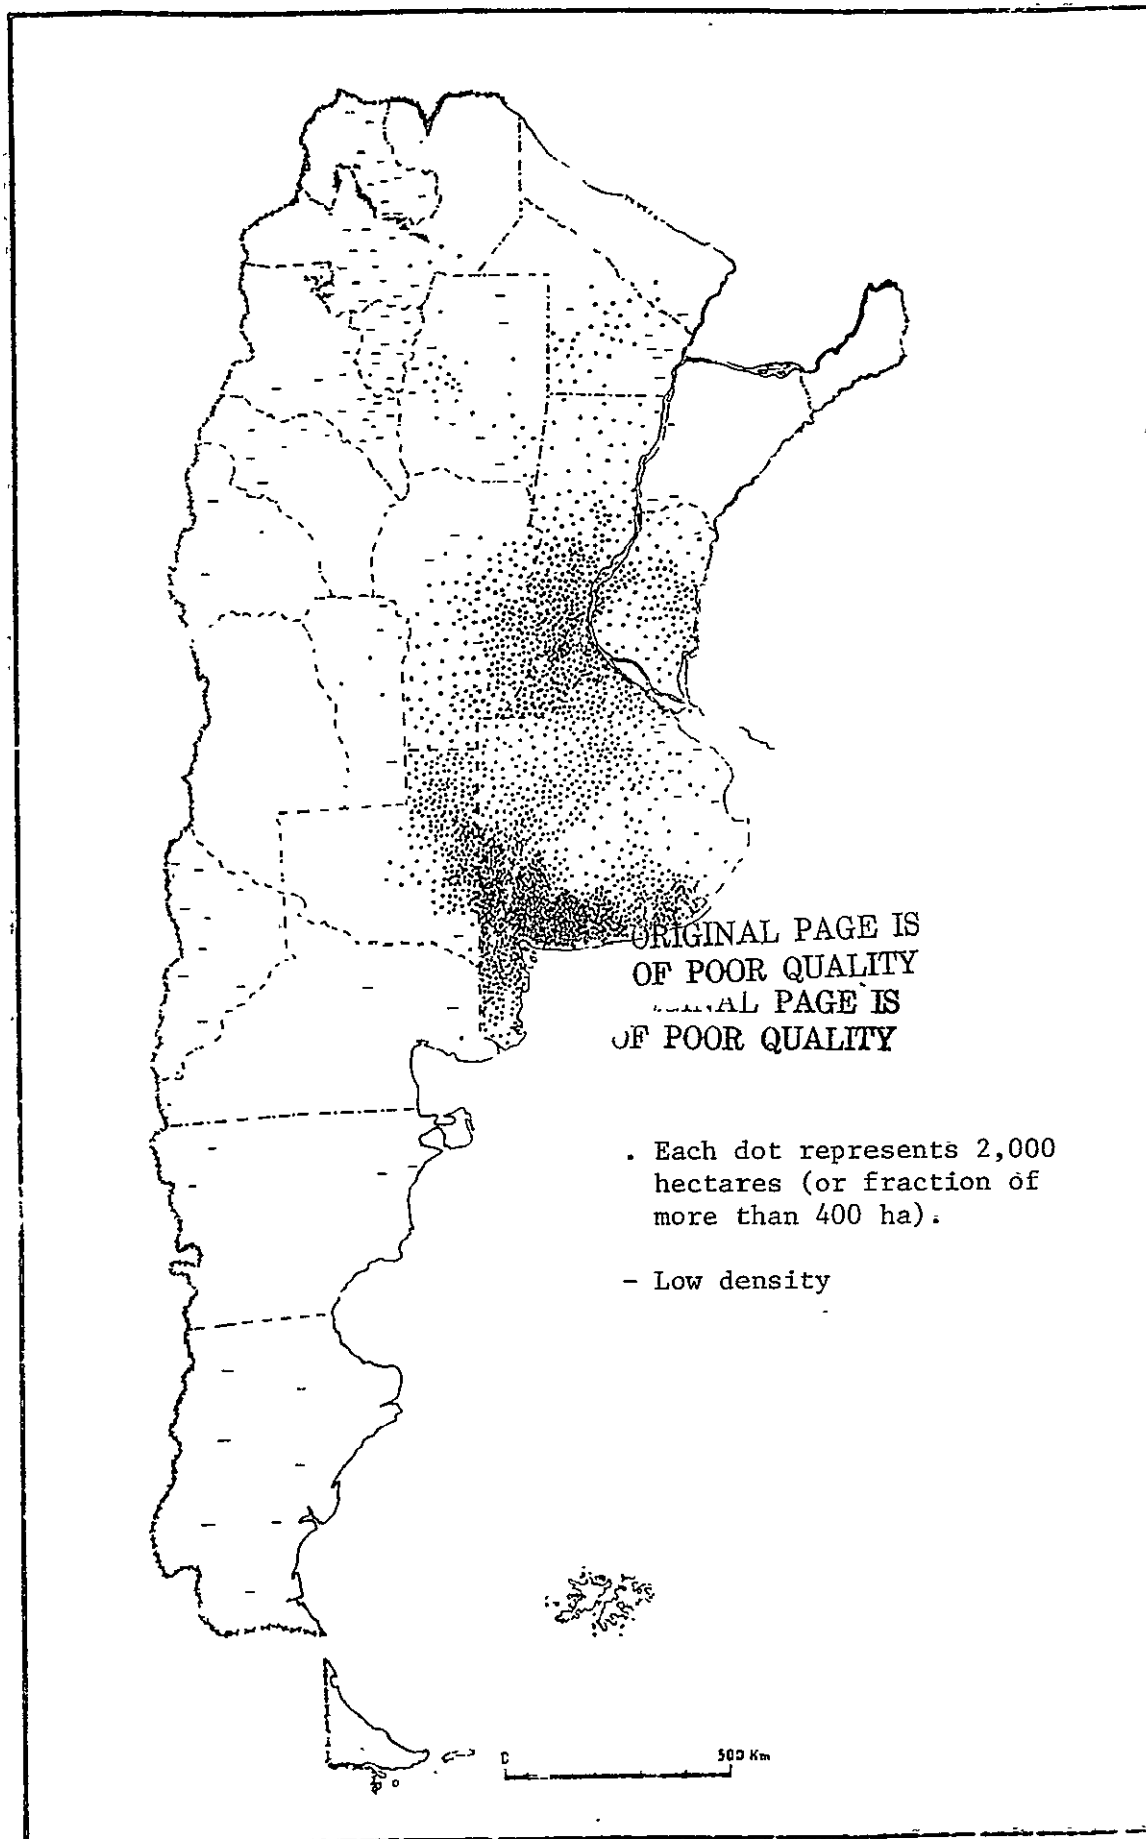 ORIGINAL PAGE IS
OF POOR QUALITY
PAGE IS
OF POOR QUALITY
. Each dot represents 2,000
hectares (or fraction of
more than 400 ha).
- Low density
0 500 Km